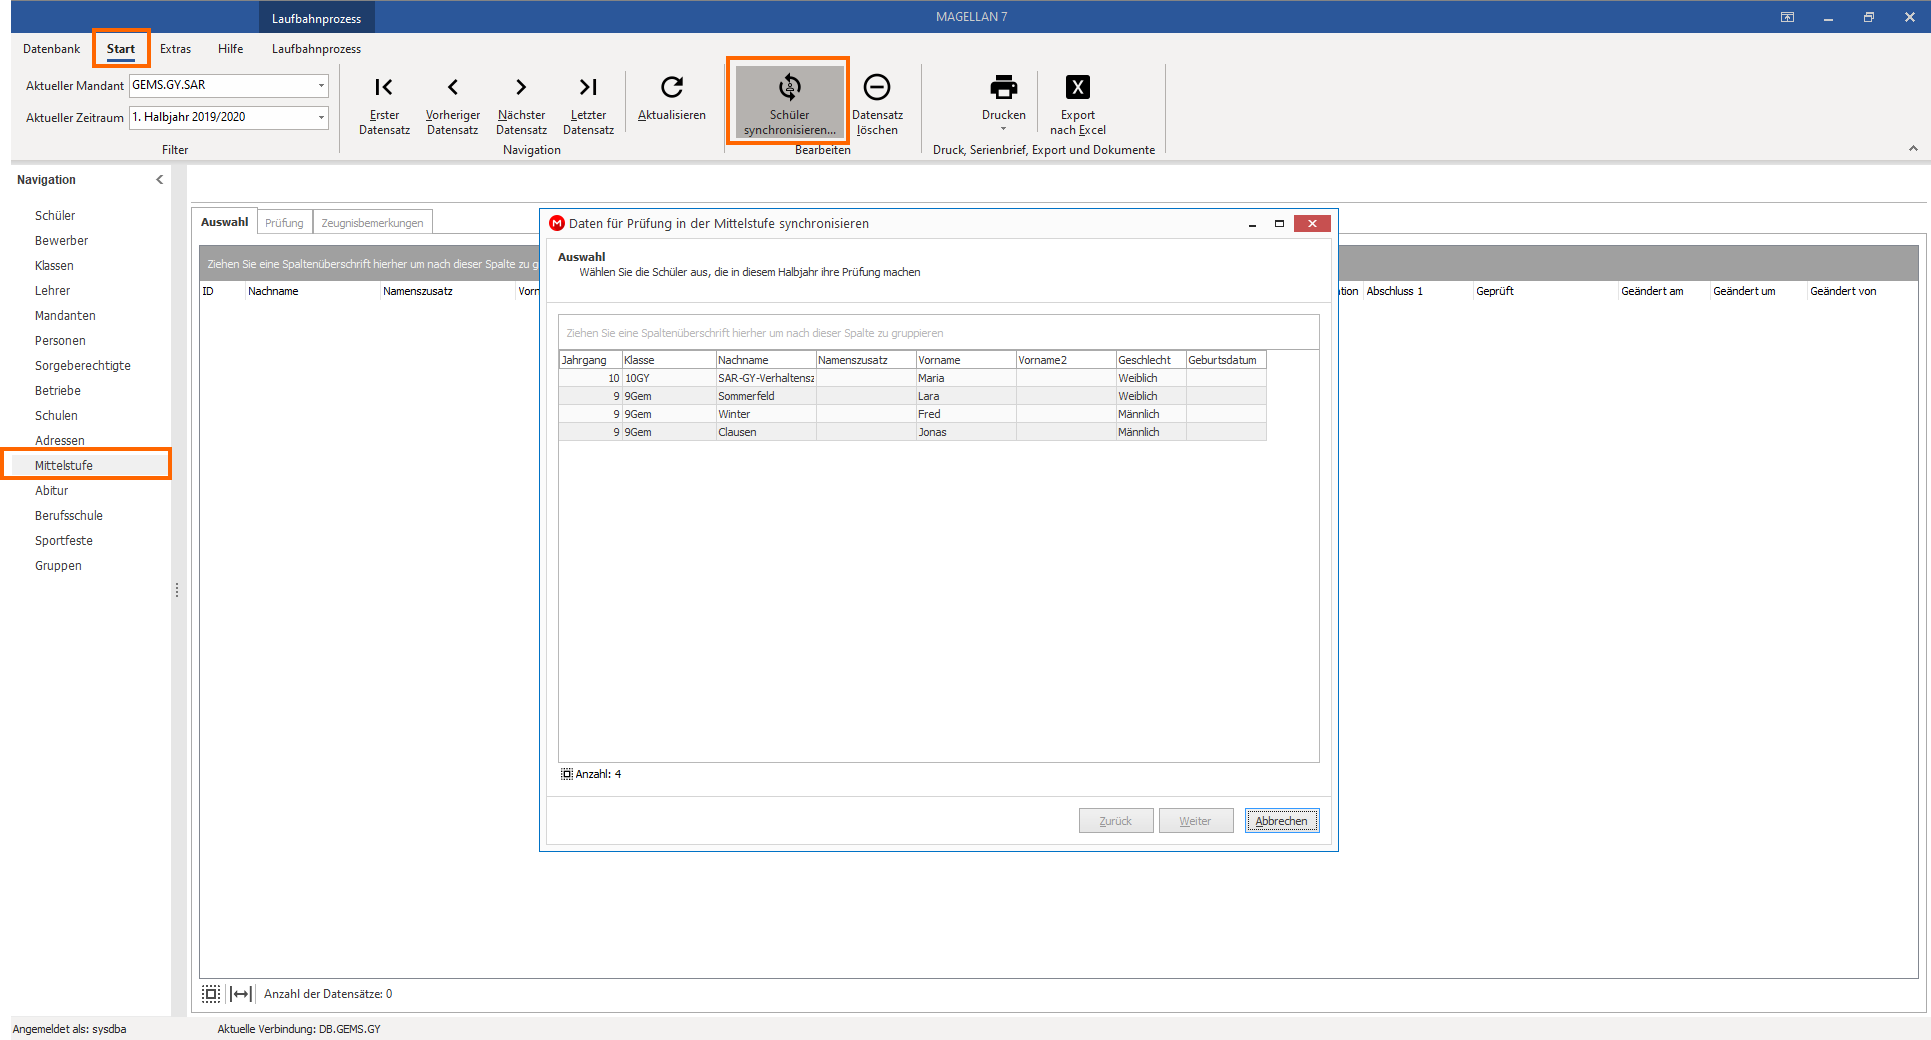 Laufbahnprozess
MAGELLAN 7
Datenbank Start Extras Hilfe Laufbahnprozess
Aktueller Mandant GEMS.GY.SAR
Aktueller Zeitraum 1. Halbjahr 2019/2020
Filter
Erster Datensatz
Vorheriger Datensatz
Nächster Datensatz
Letzter Datensatz
Aktualisieren
Navigation
Schüler synchronisieren...
Datensatz löschen
Bearbeiten
Drucken
Export nach Excel
Druck, Serienbrief, Export und Dokumente
Navigation
Schüler
Bewerber
Klassen
Lehrer
Mandanten
Personen
Sorgeberechtigte
Betriebe
Schulen
Adressen
Mittelstufe
Abitur
Berufsschule
Sportfeste
Gruppen
Auswahl Prüfung Zeugnisbemerkungen
Ziehen Sie eine Spaltenüberschrift hierher um nach dieser Spalte zu g
ID Nachname Namenszusatz Vorn
tion Abschluss 1 Geprüft Geändert am Geändert um Geändert von
M Daten für Prüfung in der Mittelstufe synchronisieren
Auswahl
Wählen Sie die Schüler aus, die in diesem Halbjahr ihre Prüfung machen
Ziehen Sie eine Spaltenüberschrift hierher um nach dieser Spalte zu gruppieren
Jahrgang Klasse Nachname Namenszusatz Vorname Vorname2 Geschlecht Geburtsdatum
10 10GY SAR-GY-Verhaltensz Maria Weiblich
9 9Gem Sommerfeld Lara Weiblich
9 9Gem Winter Fred Männlich
9 9Gem Clausen Jonas Männlich
Anzahl: 4
Zurück Weiter Abbrechen
Anzahl der Datensätze: 0
Angemeldet als: sysdba Aktuelle Verbindung: DB.GEMS.GY